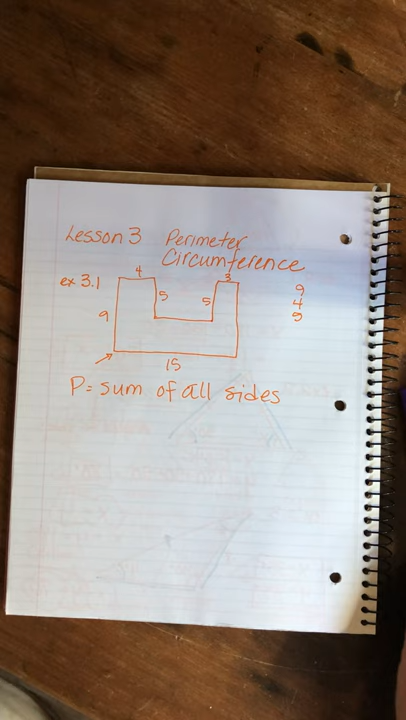 Lesson 3 Perimeter
Circumference
ex 3.1
4
3
5
5
9
15
9
4
5
P = sum of all sides